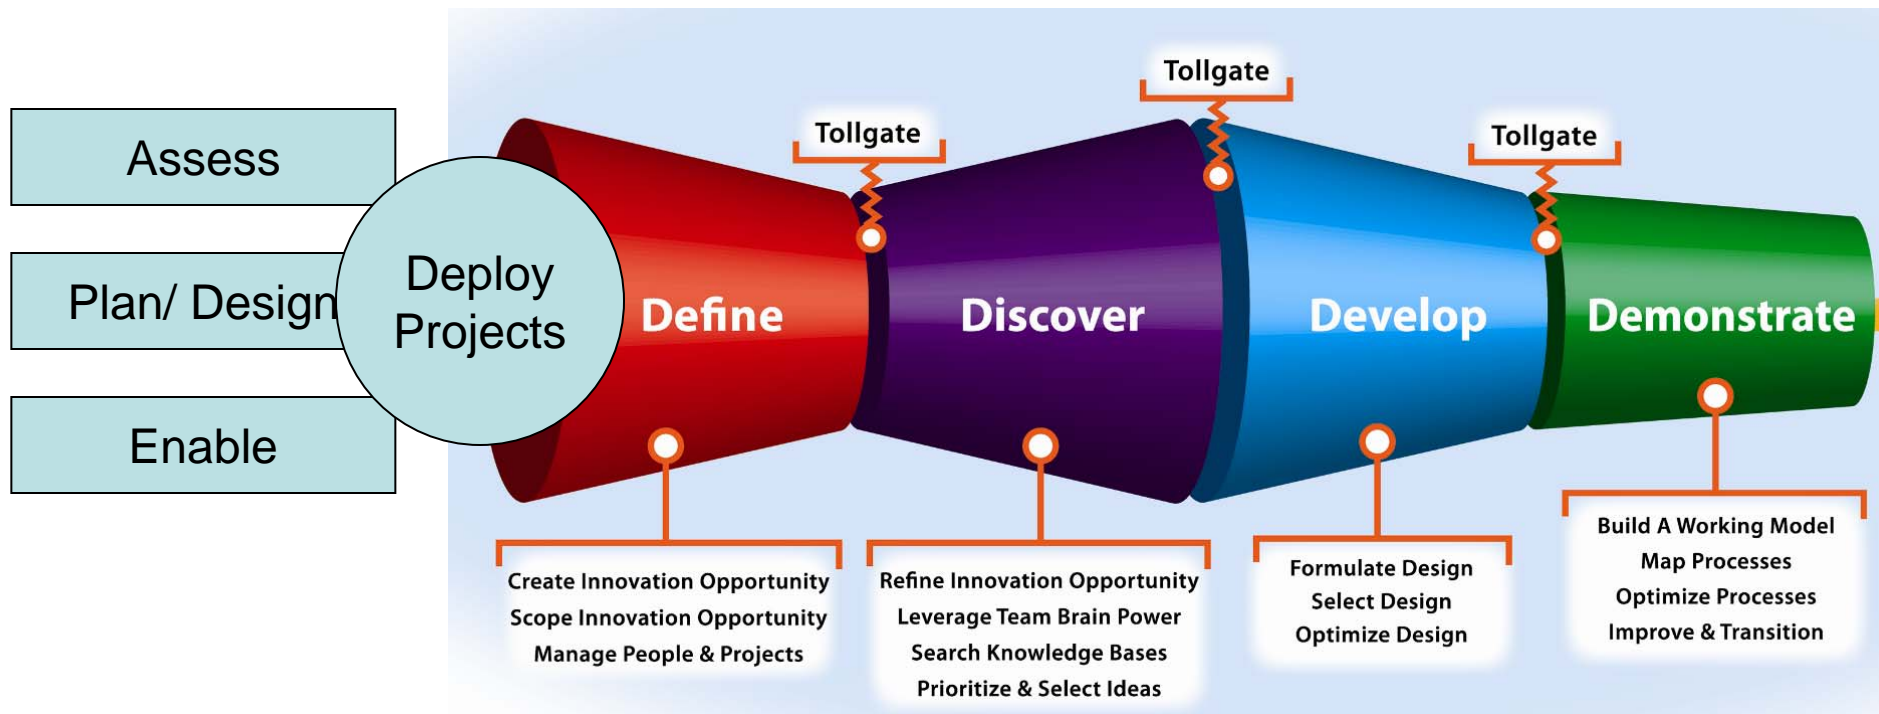 Assess
Plan/ Design
Enable
Deploy
Projects
Tollgate
Tollgate
Tollgate
Define
Discover
Develop
Demonstrate
Create Innovation Opportunity
Scope Innovation Opportunity
Manage People & Projects
Refine Innovation Opportunity
Leverage Team Brain Power
Search Knowledge Bases
Prioritize & Select Ideas
Formulate Design
Select Design
Optimize Design
Build A Working Model
Map Processes
Optimize Processes
Improve & Transition